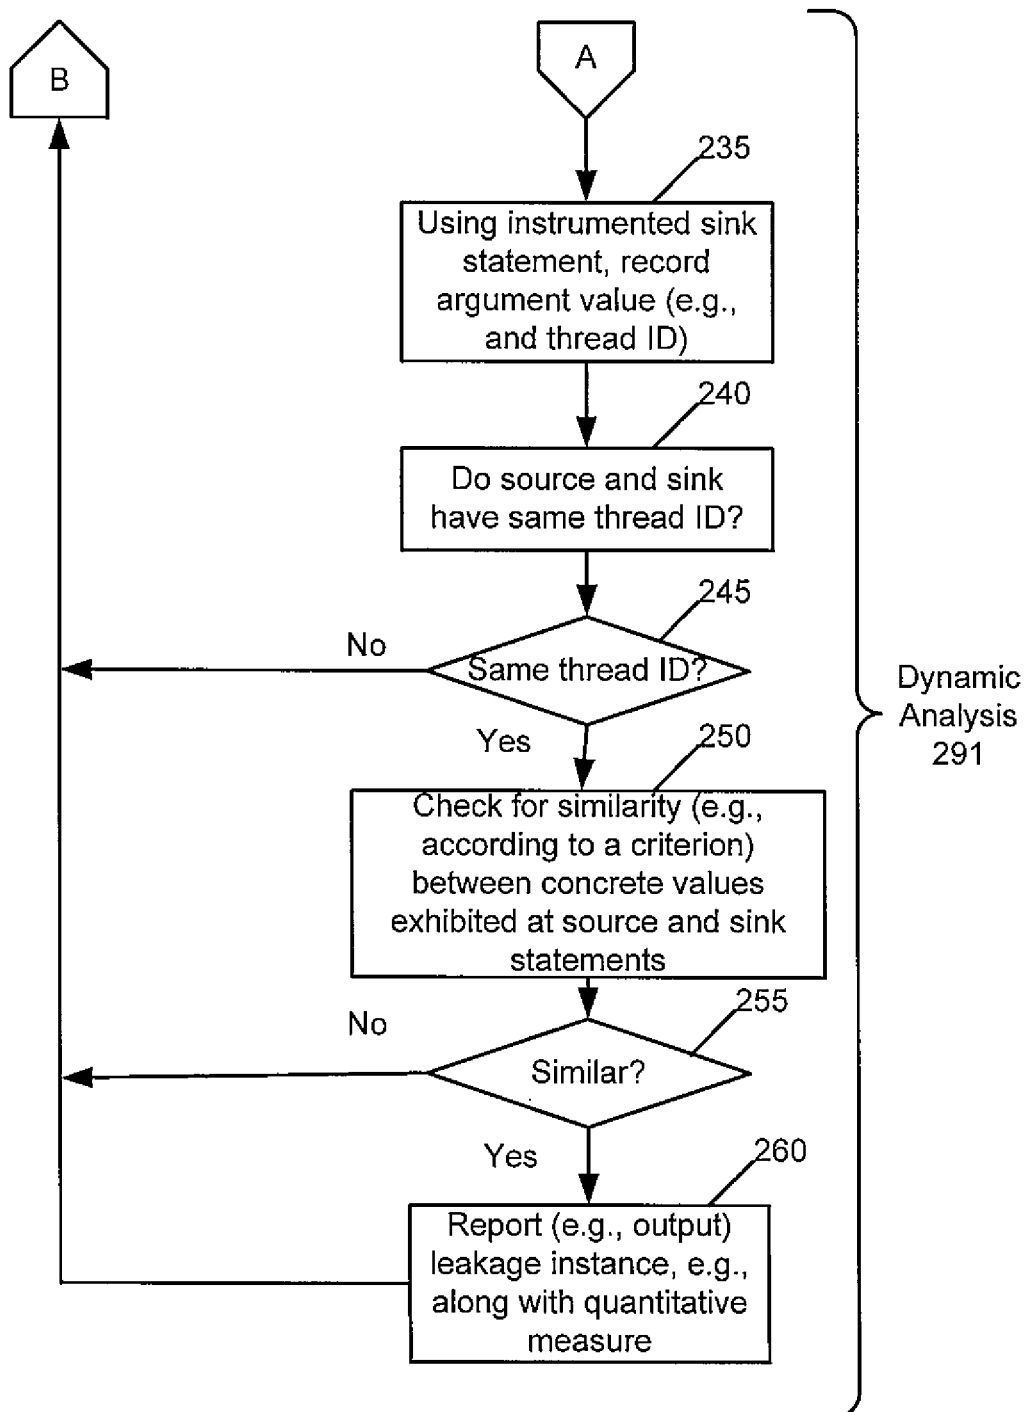 B
A
235
Using instrumented sink
statement, record
argument value (e.g.,
and thread ID)
240
Do source and sink
have same thread ID?
245
No
Same thread ID?
Dynamic
Analysis
291
Yes
250
Check for similarity (e.g.,
according to a criterion)
between concrete values
exhibited at source and sink
statements
255
No
Similar?
Yes
260
Report (e.g., output)
leakage instance, e.g.,
along with quantitative
measure